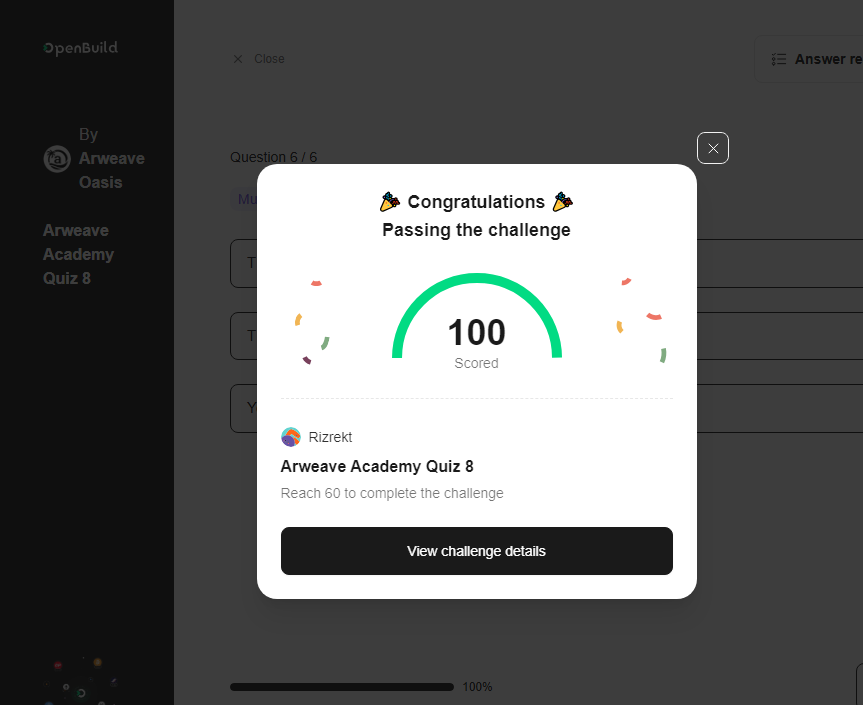 OpenBuild
Close
Answer re
By
Arweave
Oasis
Arweave
Academy
Quiz 8
Question 6 / 6
Mu
T
T
Y
Congratulations
Passing the challenge
100
Scored
Rizrekt
Arweave Academy Quiz 8
Reach 60 to complete the challenge
View challenge details
100%